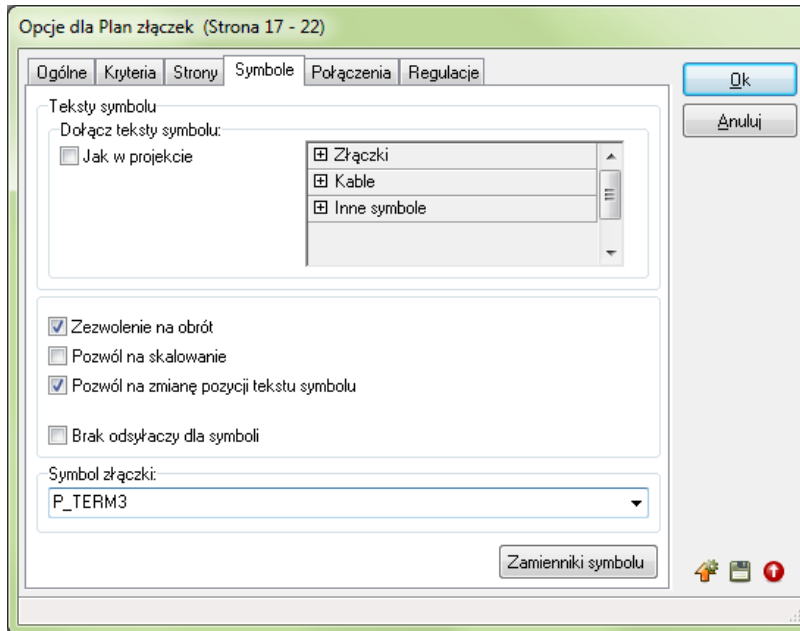 Opcje dla Plan złączek (Strona 17 - 22)
Ogólne Kryteria Strony Symbole Połączenia Regulacje
Ok
Anuluj
Teksty symbolu
Dołącz teksty symbolu:
Jak w projekcie
Złączki
Kable
Inne symbole
Zezwolenie na obrót
Pozwól na skalowanie
Pozwól na zmianę pozycji tekstu symbolu
Brak odsyłaczy dla symboli
Symbol złączki:
P_TERM3
Zamienniki symbolu